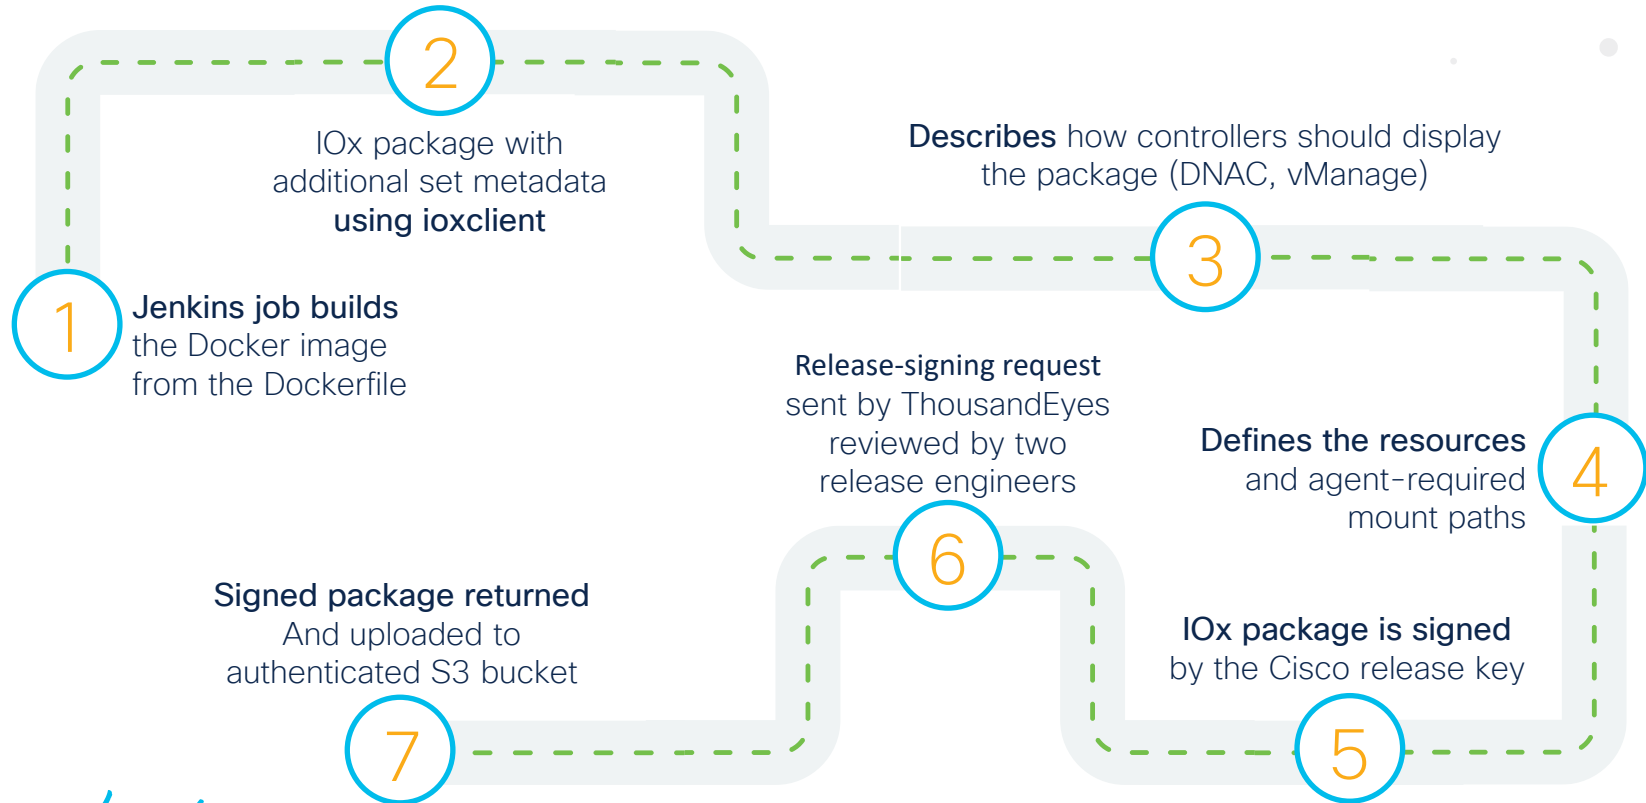 1
Jenkins job builds
the Docker image
from the Dockerfile
2
IOx package with
additional set metadata
using ioxclient
3
Describes how controllers should display
the package (DNAC, vManage)
4
Defines the resources
and agent-required
mount paths
5
IOx package is signed
by the Cisco release key
6
Release-signing request
sent by ThousandEyes
reviewed by two
release engineers
7
Signed package returned
And uploaded to
authenticated S3 bucket